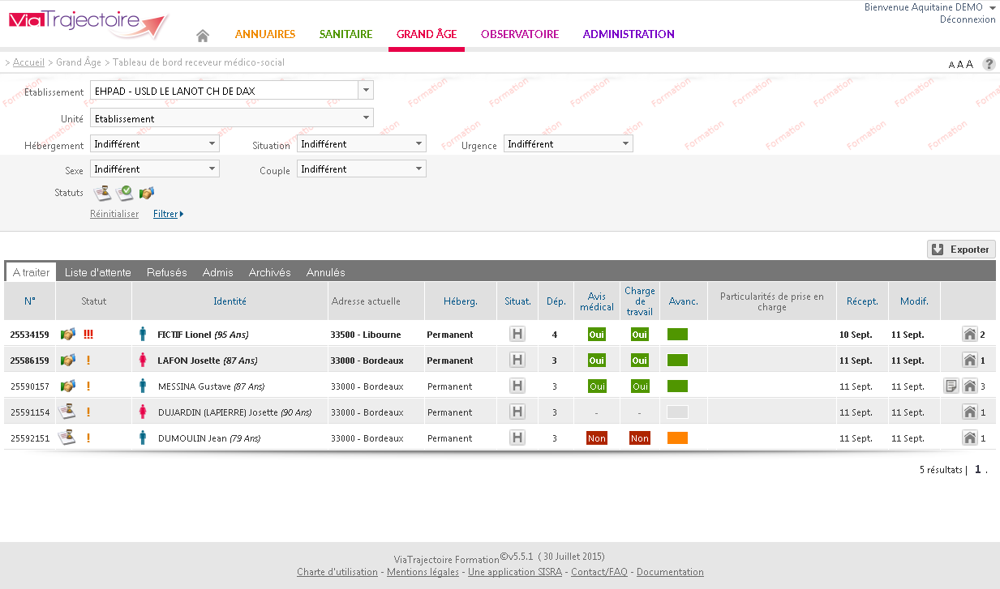 Bienvenue Aquitaine DEMO
Déconnexion
ViaTrajectoire
ANNUAIRES SANITAIRE GRAND ÂGE OBSERVATOIRE ADMINISTRATION
> Accueil > Grand Âge > Tableau de bord receveur médico-social
A A A ?
Etablissement EHPAD - USLD LE LANOT CH DE DAX
Unité Etablissement
Hébergement Indifférent Situation Indifférent Urgence Indifférent
Sexe Indifférent Couple Indifférent
Statuts
Réinitialiser Filtrer
Formation Formation Formation Formation Formation Formation Formation Formation
Exporter
A traiter Liste d'attente Refusés Admis Archivés Annulés
N° Statut Identité Adresse actuelle Héberg. Situat. Dép. Avis médical Charge de travail Avanc. Particularités de prise en charge Récept. Modif.
25534159 !!! FICTIF Lionel (95 Ans) 33500 - Libourne Permanent H 4 Oui Oui 10 Sept. 11 Sept. 2
25586159 ! LAFON Josette (87 Ans) 33000 - Bordeaux Permanent H 3 Oui Oui 11 Sept. 11 Sept. 1
25590157 ! MESSINA Gustave (87 Ans) 33000 - Bordeaux Permanent H 3 Oui Oui 11 Sept. 11 Sept. 3
25591154 ! DUJARDIN (LAPIERRE) Josette (90 Ans) 33000 - Bordeaux Permanent H 3 - - 11 Sept. 11 Sept. 1
25592151 ! DUMOULIN Jean (79 Ans) 33000 - Bordeaux Permanent H 3 Non Non 11 Sept. 11 Sept. 1
5 résultats | 1 .
ViaTrajectoire Formation©v5.5.1 ( 30 Juillet 2015)
Charte d'utilisation - Mentions légales - Une application SISRA - Contact/FAQ - Documentation